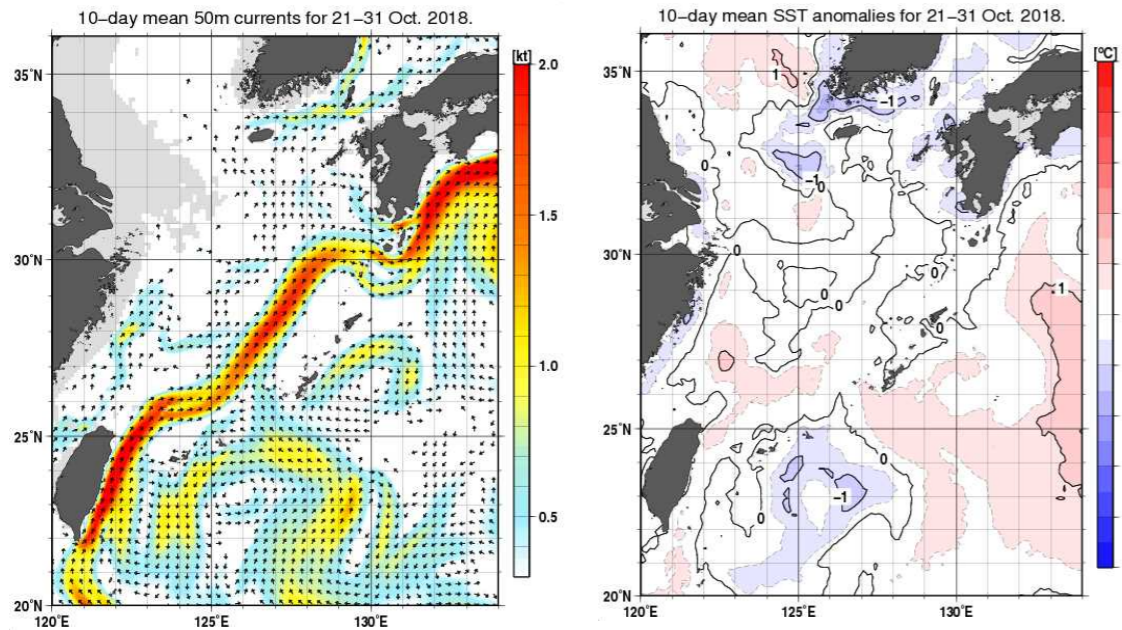 10-day mean 50m currents for 21-31 Oct. 2018.
[kt]
2.0
1.5
1.0
0.5
35°N
30°N
25°N
20°N
120°E
125°E
130°E
10-day mean SST anomalies for 21-31 Oct. 2018.
[°C]
35°N
30°N
25°N
20°N
120°E
125°E
130°E
1
-1
0
0
-1
0
0
0
0
0
0
1
0
0
-1
0